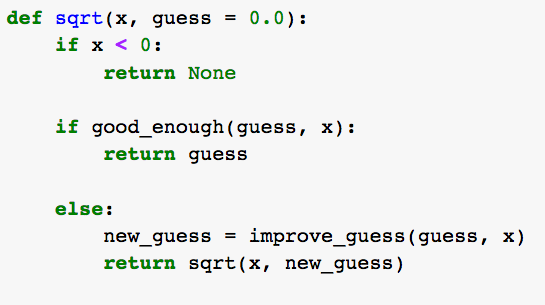 def sqrt(x, guess = 0.0):
    if x < 0:
        return None

    if good_enough(guess, x):
        return guess

    else:
        new_guess = improve_guess(guess, x)
        return sqrt(x, new_guess)